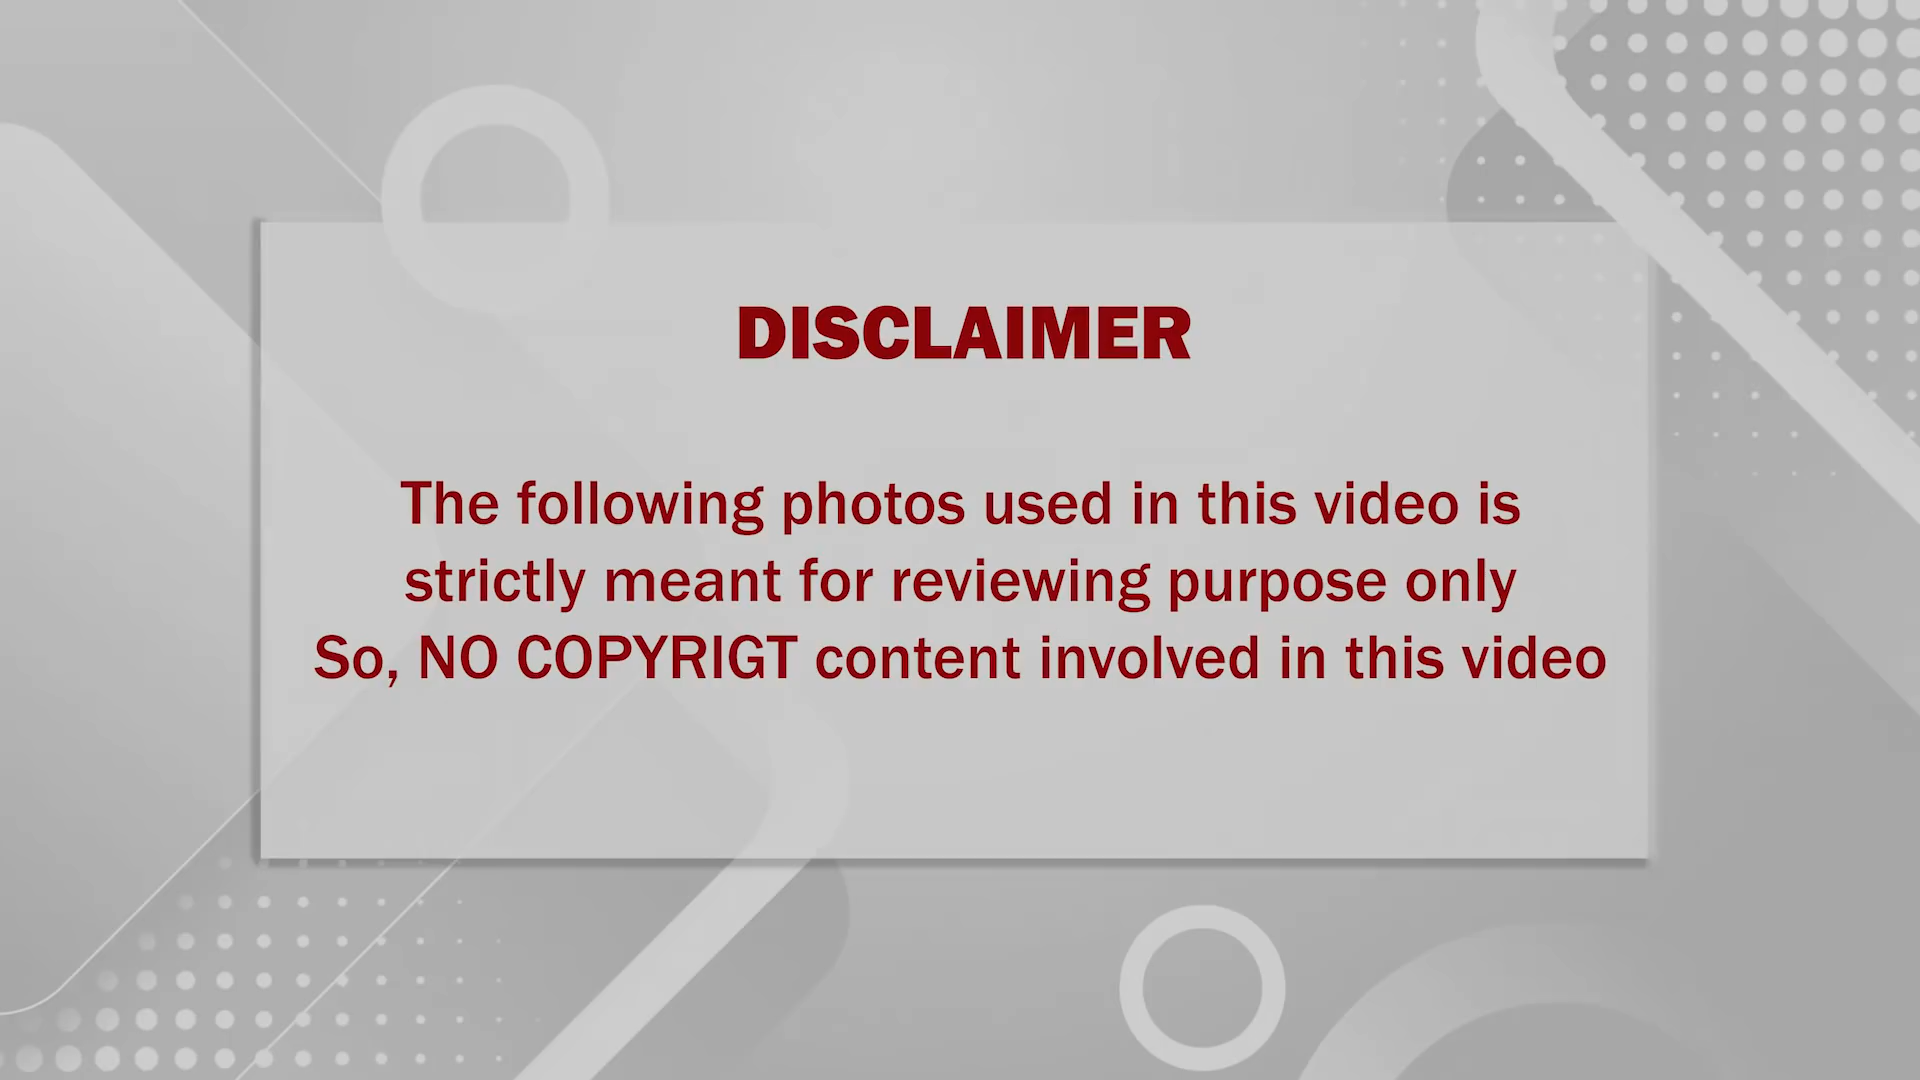 DISCLAIMER
The following photos used in this video is
strictly meant for reviewing purpose only
So, NO COPYRIGT content involved in this video